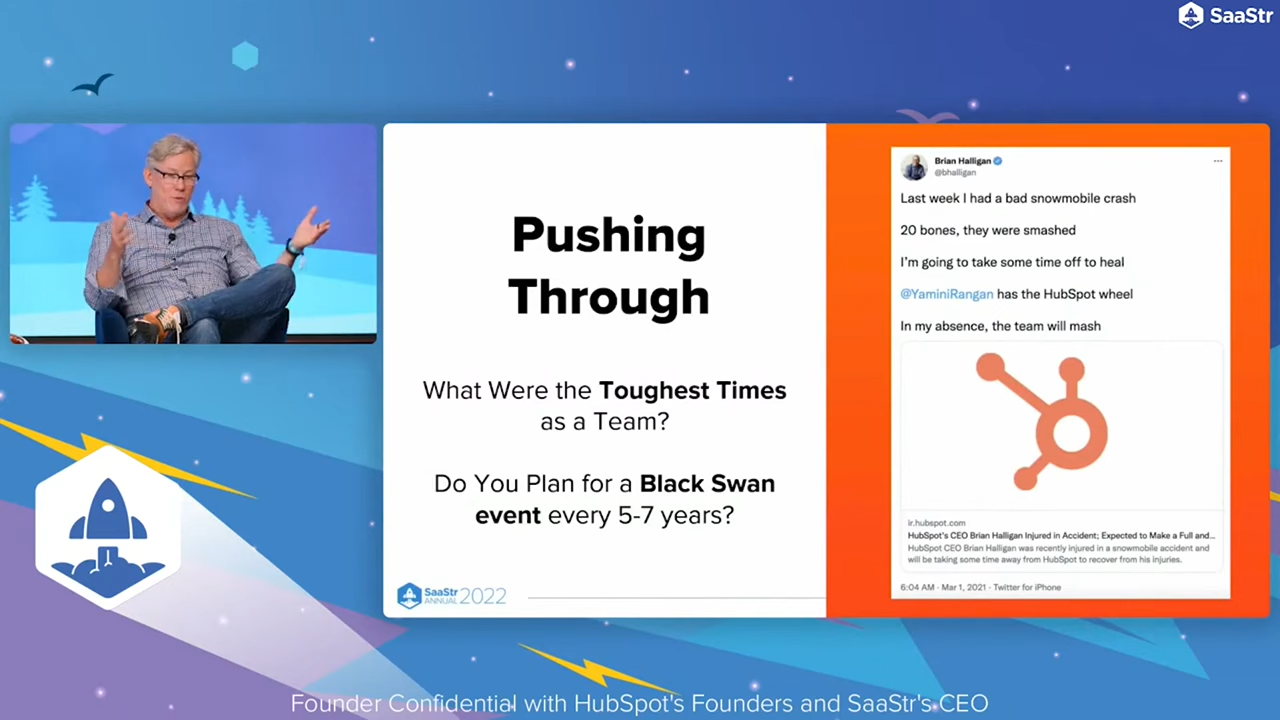 SaaStr
Pushing
Through
What Were the Toughest Times
as a Team?
Do You Plan for a Black Swan
event every 5-7 years?
SaaStr
ANNUAL 2022
Brian Halligan
@bhalligan
Last week I had a bad snowmobile crash
20 bones, they were smashed
I'm going to take some time off to heal
@YaminiRangan has the HubSpot wheel
In my absence, the team will mash
ir.hubspot.com
HubSpot's CEO Brian Halligan Injured in Accident; Expected to Make a Full and...
HubSpot CEO Brian Halligan was recently injured in a snowmobile accident and
will be taking some time away from HubSpot to recover from his injuries.
6:04 AM · Mar 1, 2021 · Twitter for iPhone
Founder Confidential with HubSpot's Founders and SaaStr's CEO